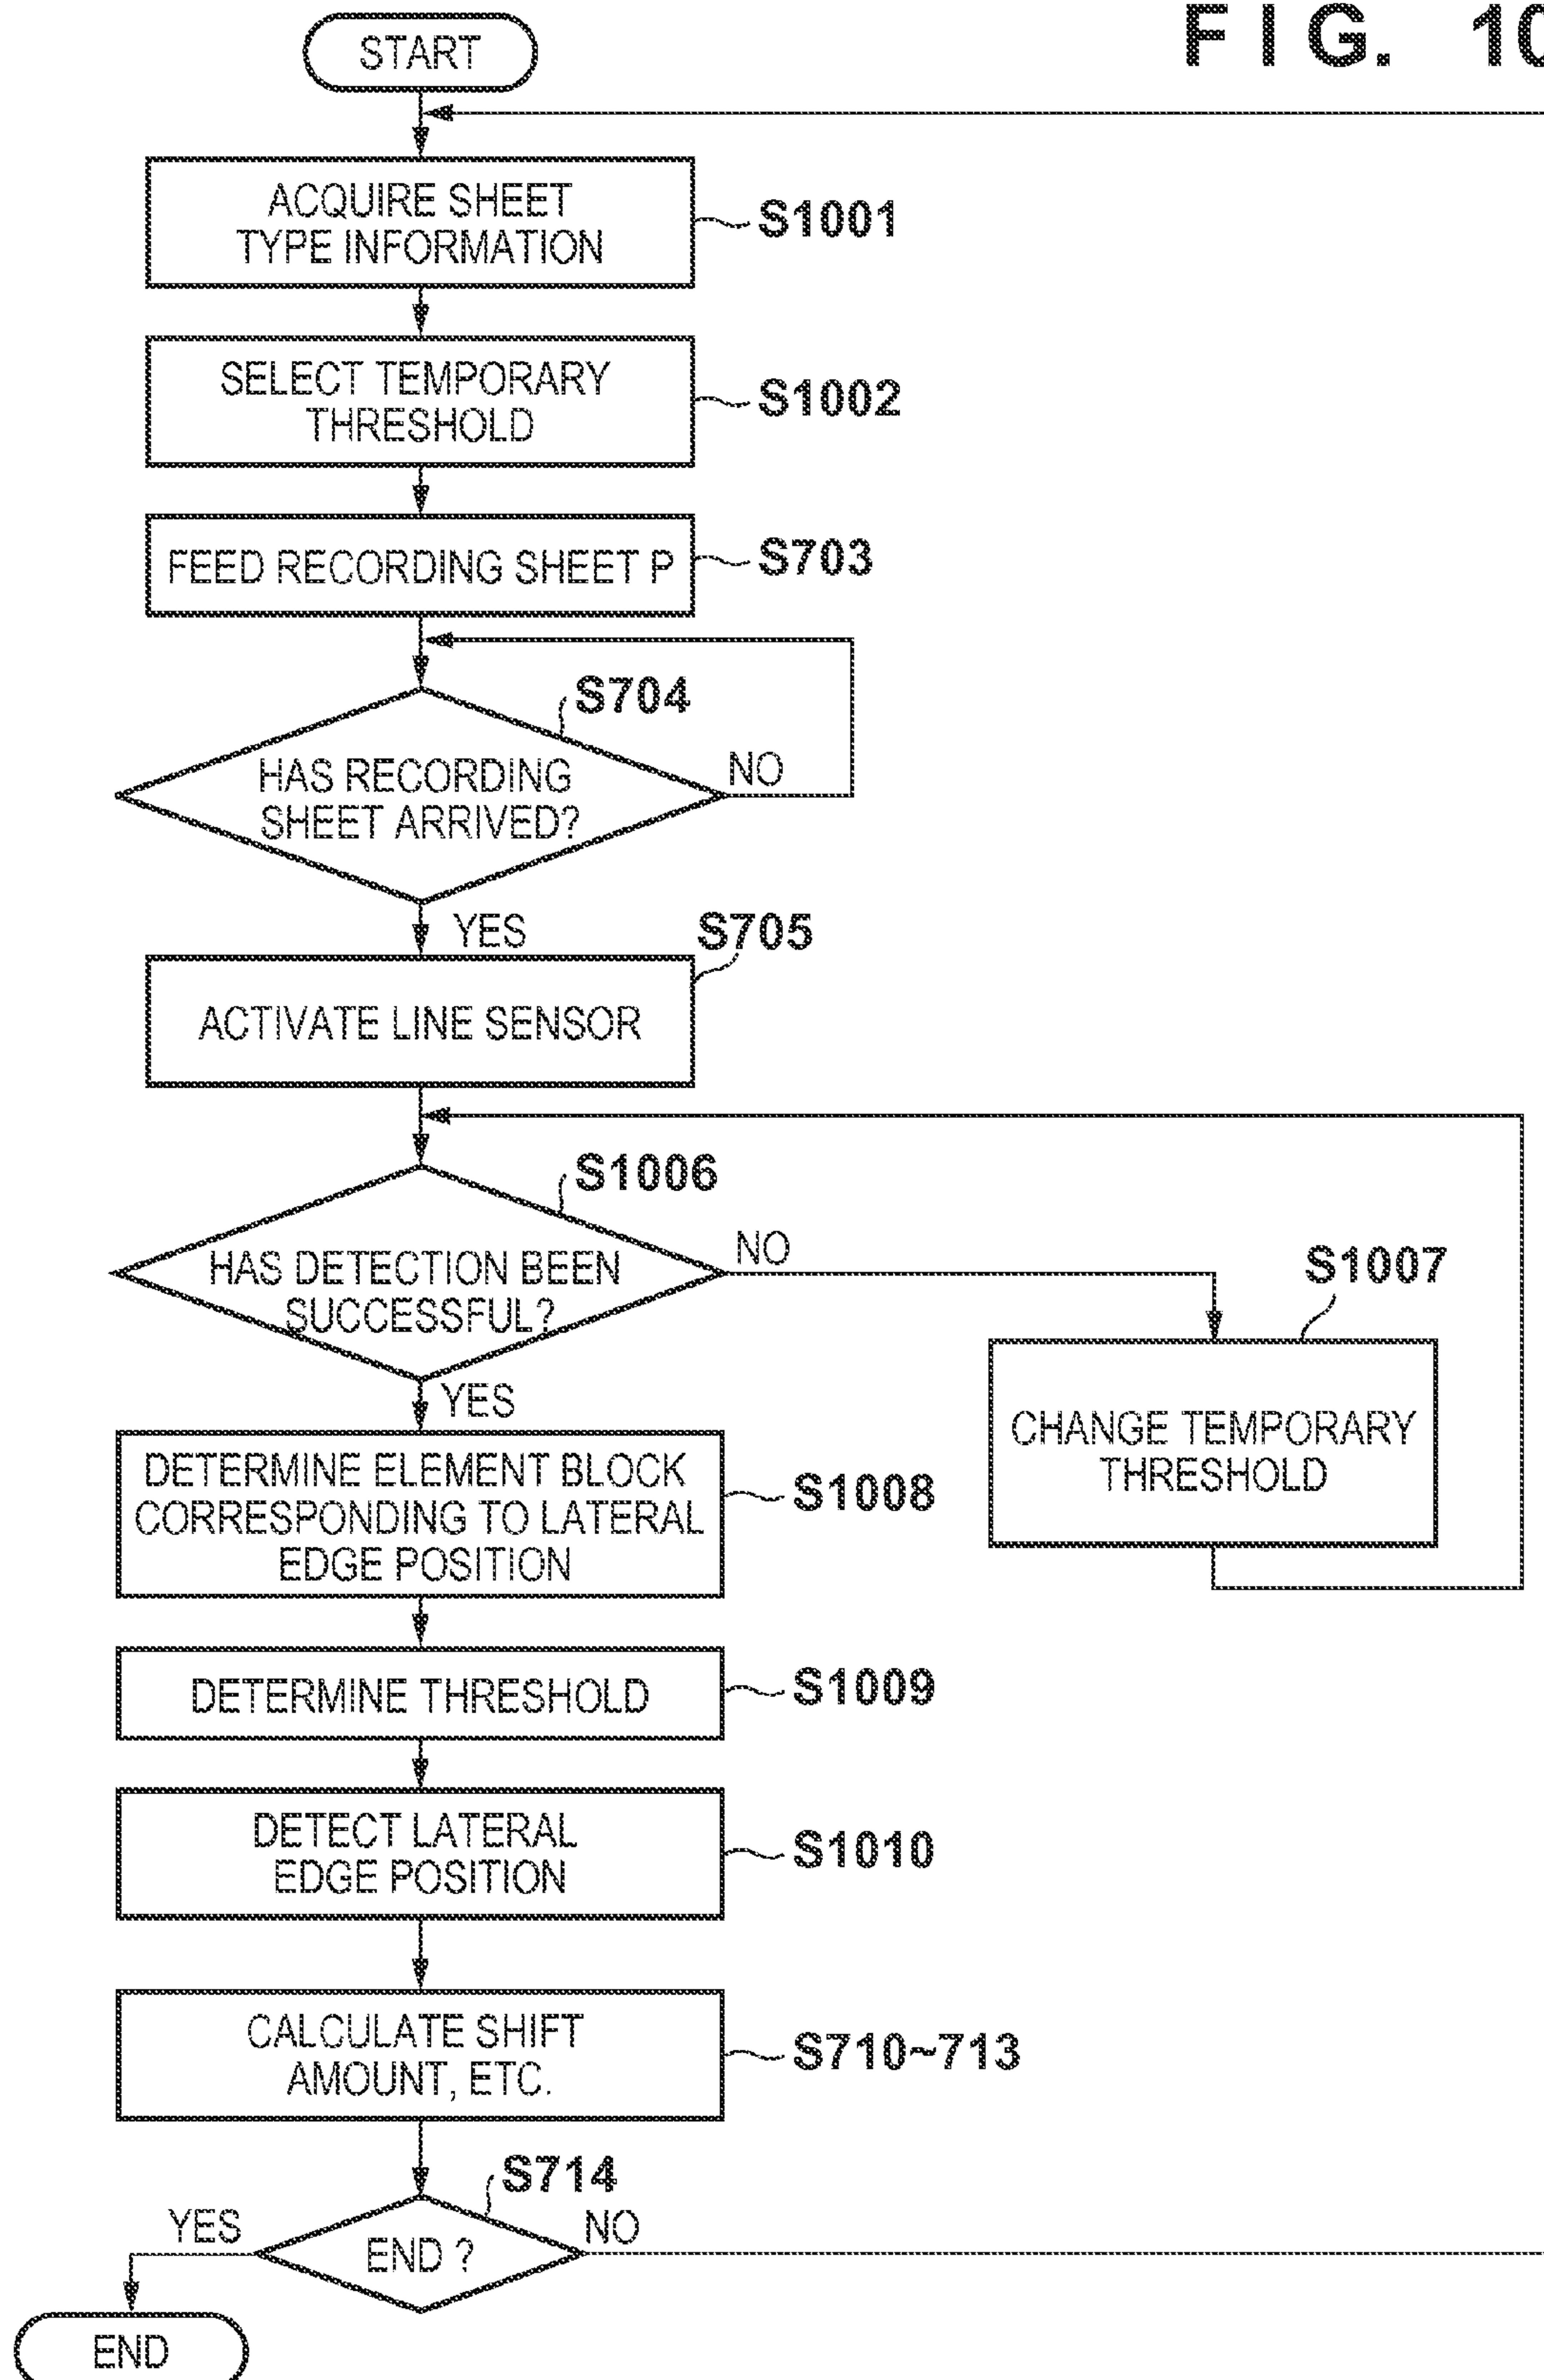 FIG. 10
START
ACQUIRE SHEET
TYPE INFORMATION
S1001
SELECT TEMPORARY
THRESHOLD
S1002
FEED RECORDING SHEET P
S703
S704
HAS RECORDING
SHEET ARRIVED?
NO
YES
S705
ACTIVATE LINE SENSOR
S1006
HAS DETECTION BEEN
SUCCESSFUL?
NO
S1007
CHANGE TEMPORARY
THRESHOLD
YES
DETERMINE ELEMENT BLOCK
CORRESPONDING TO LATERAL
EDGE POSITION
S1008
DETERMINE THRESHOLD
S1009
DETECT LATERAL
EDGE POSITION
S1010
CALCULATE SHIFT
AMOUNT, ETC.
S710~713
S714
YES
END ?
NO
END